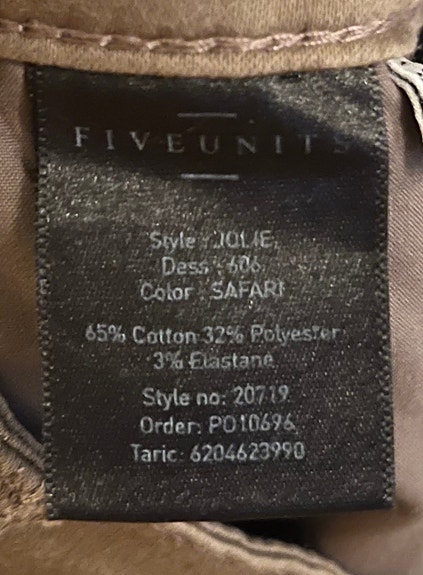 FIVEUNITS
Style : JOLIE
Dess : 606
Color : SAFARI
65% Cotton 32% Polyester
3% Elastane
Style no: 20719
Order: PO10696
Taric: 6204623990